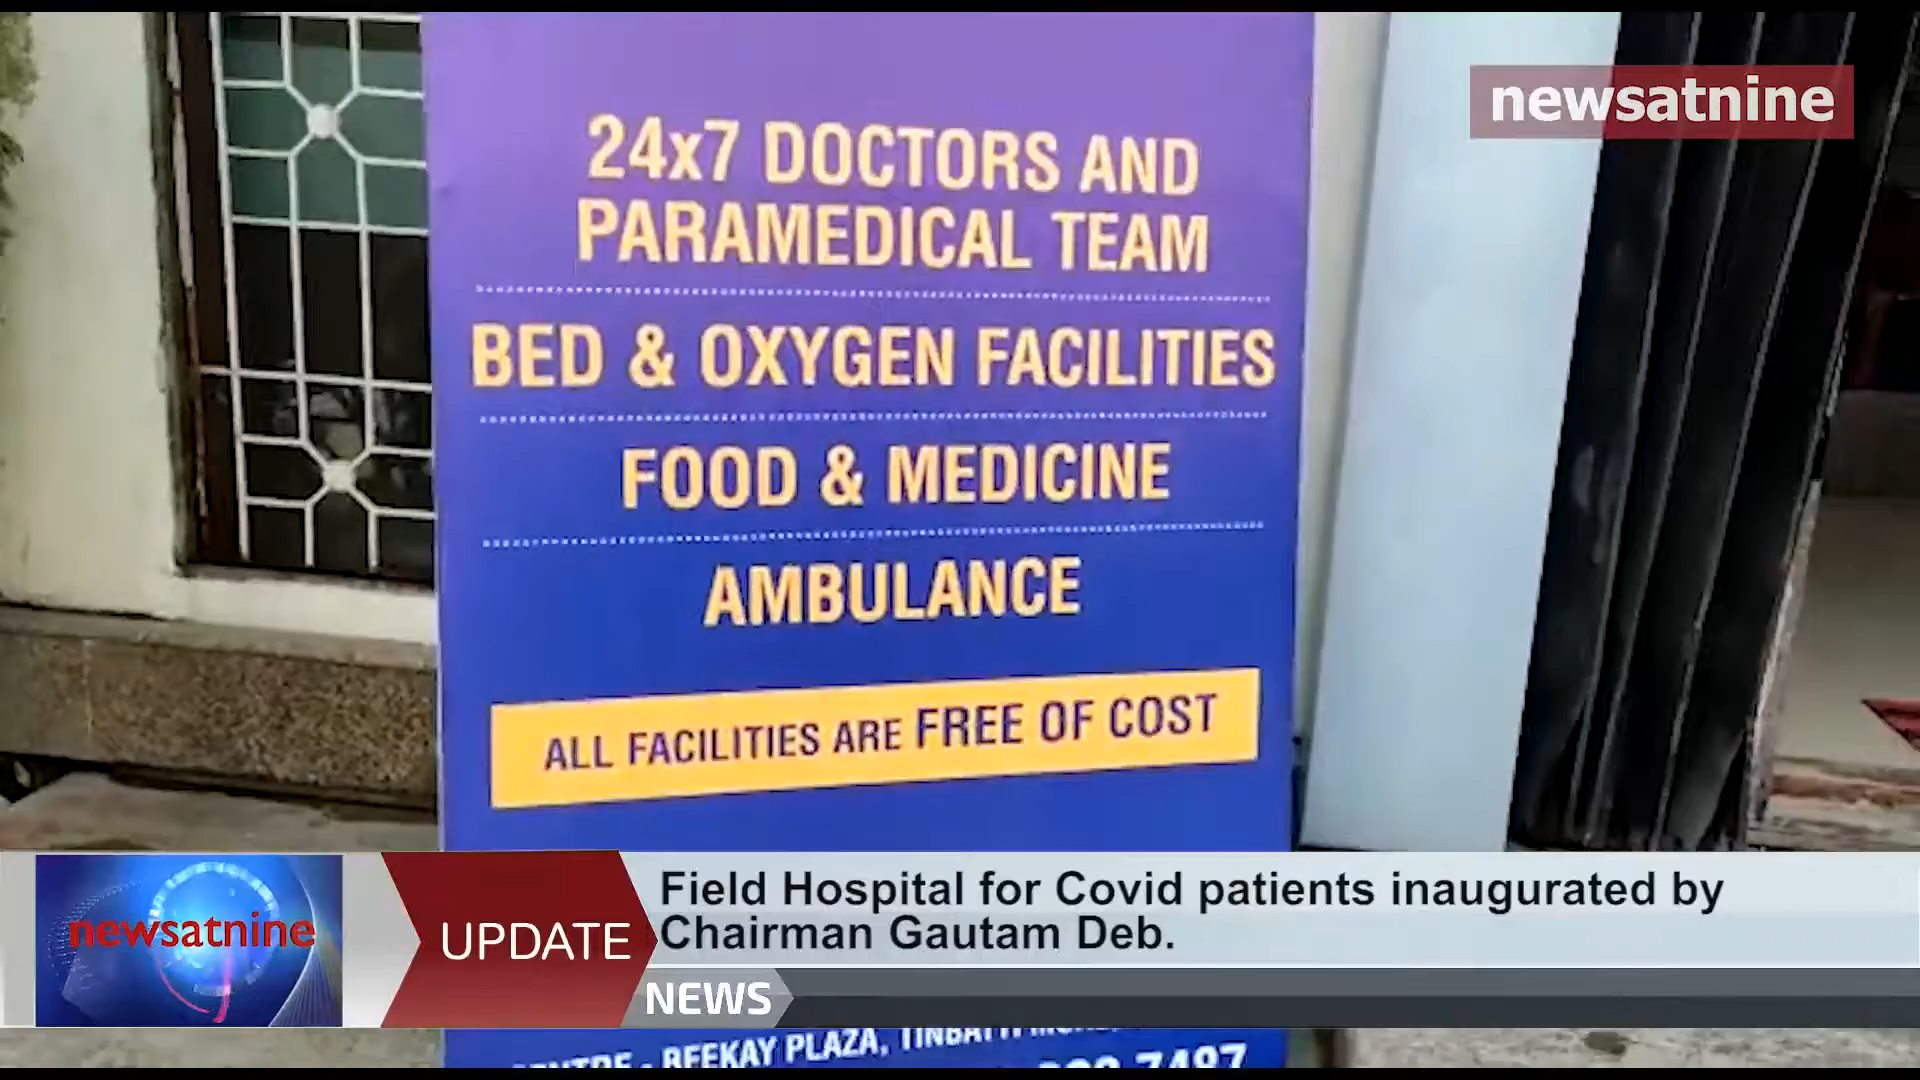 newsatnine
24x7 DOCTORS AND
PARAMEDICAL TEAM
BED & OXYGEN FACILITIES
FOOD & MEDICINE
AMBULANCE
ALL FACILITIES ARE FREE OF COST
newsatnine
UPDATE
Field Hospital for Covid patients inaugurated by
Chairman Gautam Deb.
NEWS
- REEKAY PLAZA,
7487